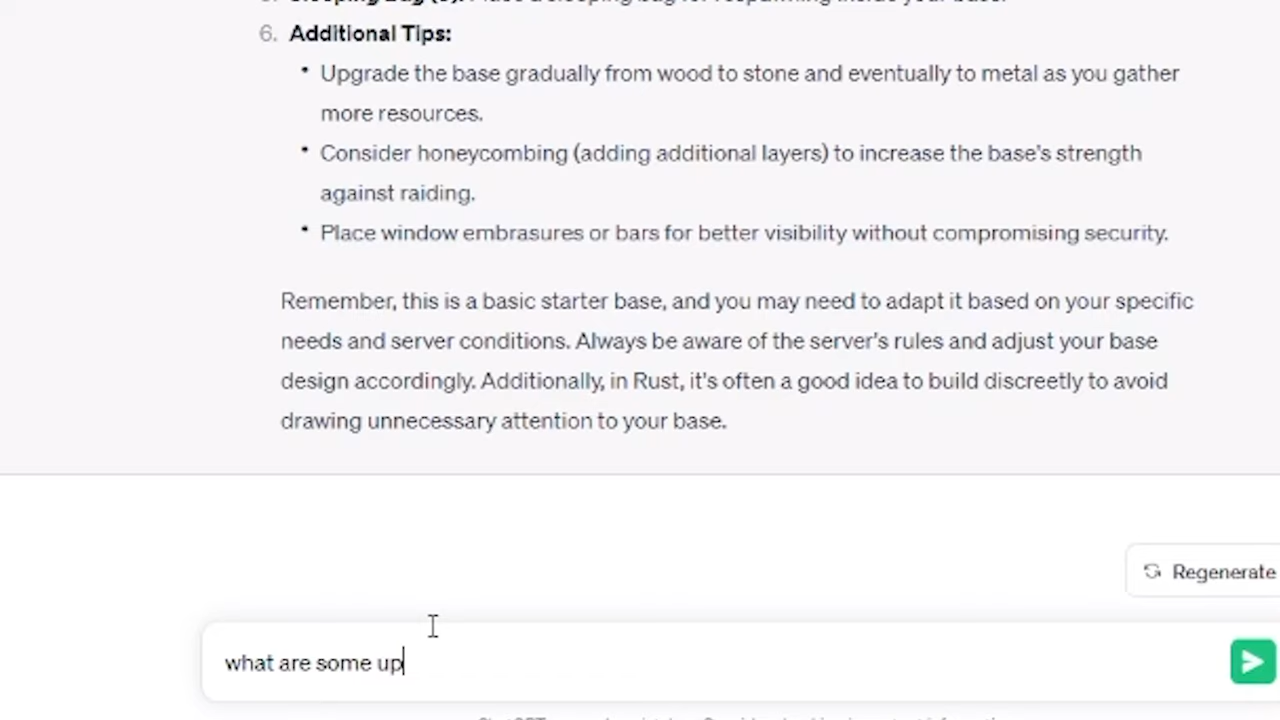 6. Additional Tips:
• Upgrade the base gradually from wood to stone and eventually to metal as you gather
more resources.
• Consider honeycombing (adding additional layers) to increase the base's strength
against raiding.
• Place window embrasures or bars for better visibility without compromising security.
Remember, this is a basic starter base, and you may need to adapt it based on your specific
needs and server conditions. Always be aware of the server's rules and adjust your base
design accordingly. Additionally, in Rust, it's often a good idea to build discreetly to avoid
drawing unnecessary attention to your base.
Regenerate
what are some up